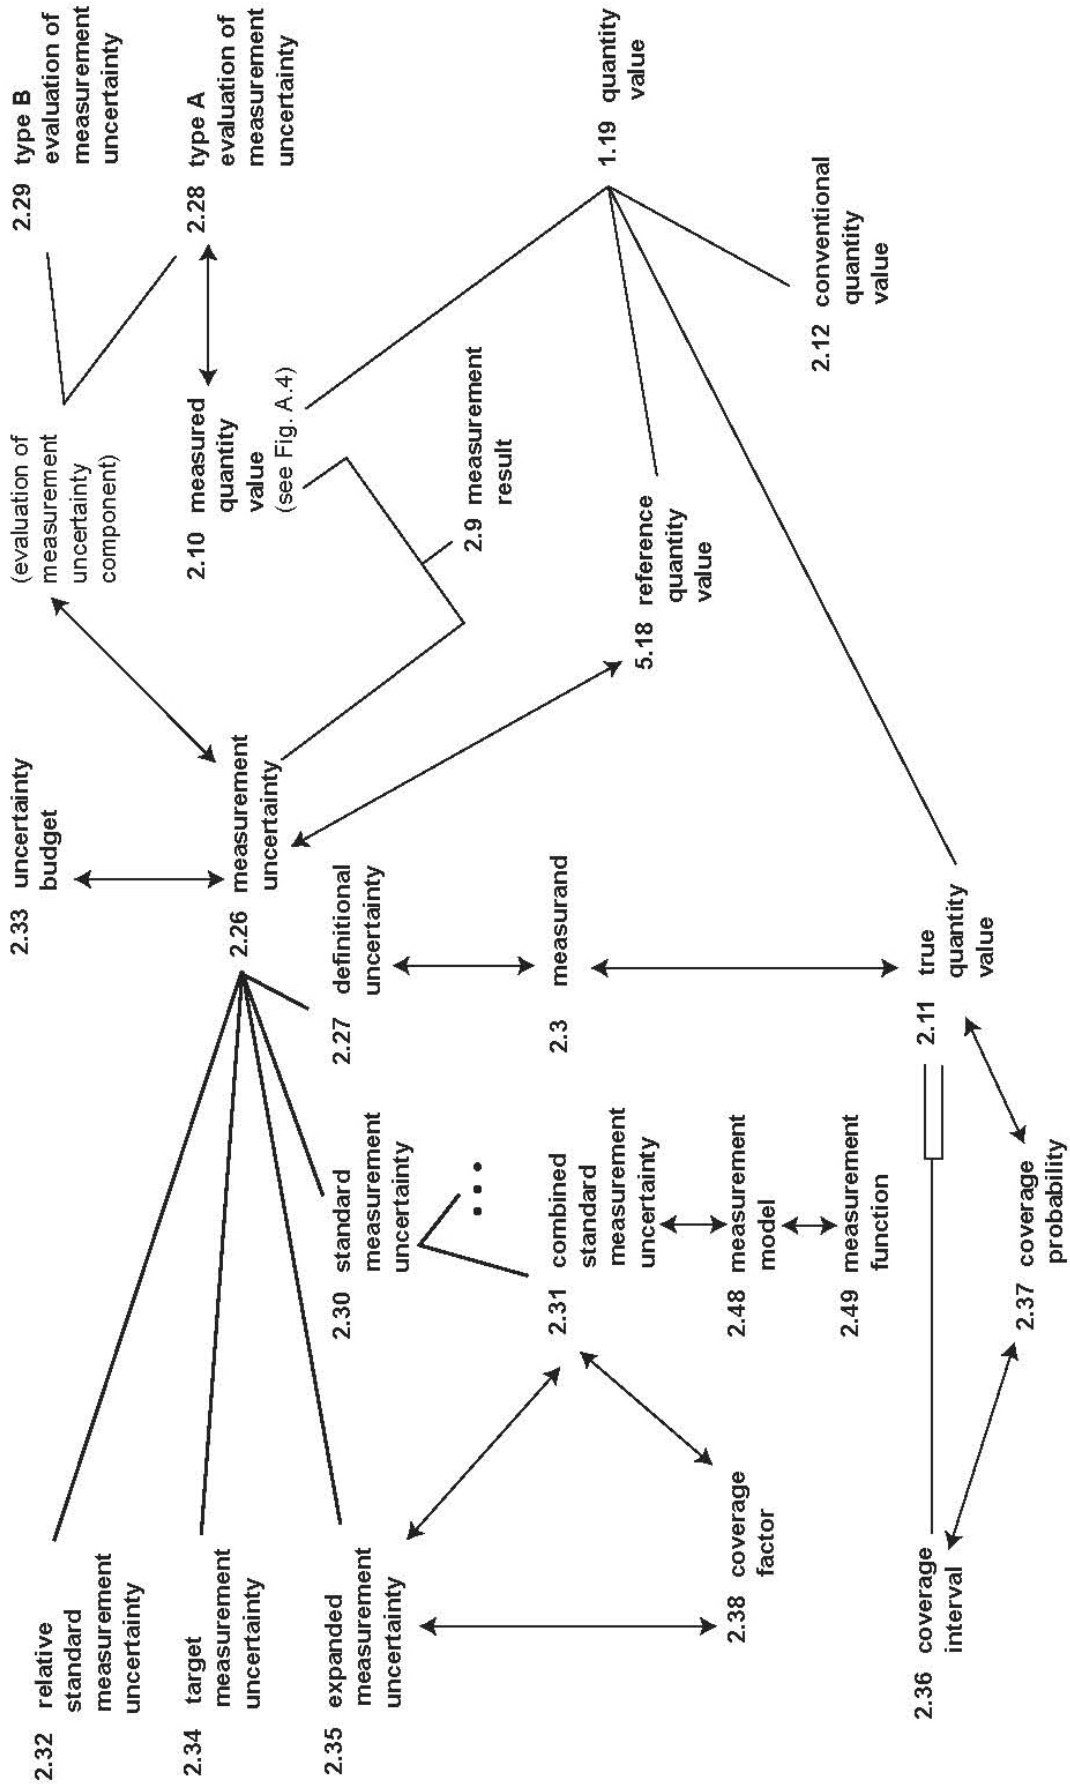 2.32 relative
standard
measurement
uncertainty
2.33 uncertainty
budget
(evaluation of
measurement
uncertainty
component)
2.29 type B
evaluation of
measurement
uncertainty
2.34 target
measurement
uncertainty
2.26 measurement
uncertainty
2.10 measured
quantity
value
(see Fig. A.4)
2.28 type A
evaluation of
measurement
uncertainty
2.35 expanded
measurement
uncertainty
2.30 standard
measurement
uncertainty
2.27 definitional
uncertainty
2.9 measurement
result
2.31 combined
standard
measurement
uncertainty
2.3 measurand
5.18 reference
quantity
value
1.19 quantity
value
2.38 coverage
factor
2.48 measurement
model
2.12 conventional
quantity
value
2.49 measurement
function
2.36 coverage
interval
2.11 true
quantity
value
2.37 coverage
probability